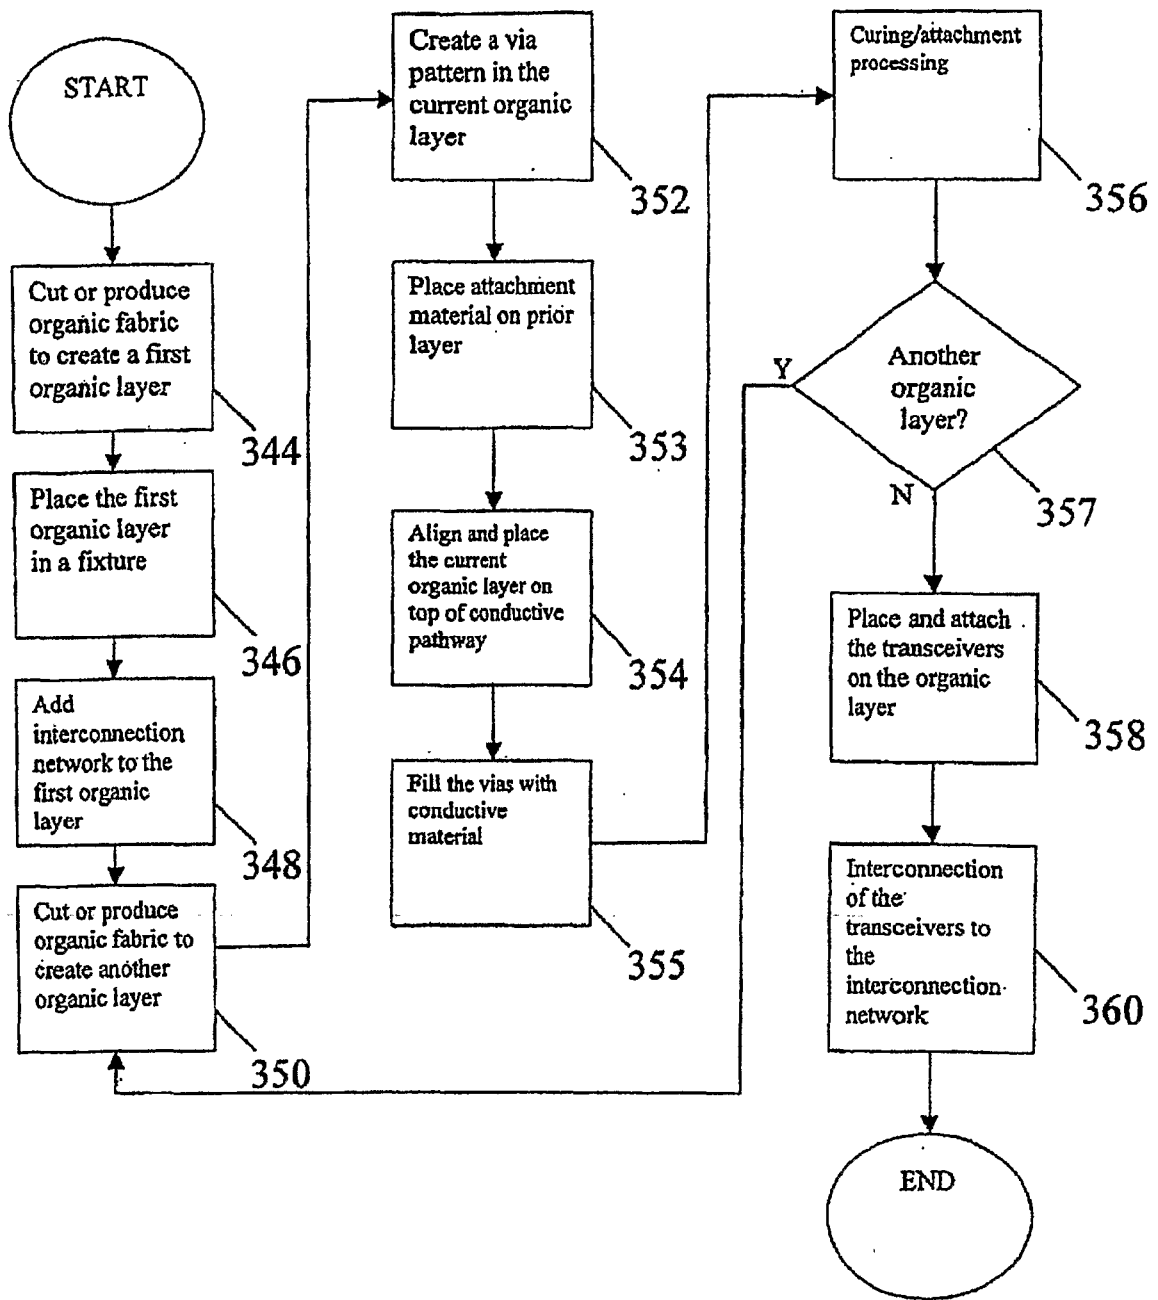 START
Cut or produce
organic fabric
to create a first
organic layer
344
Place the first
organic layer
in a fixture
346
Add
interconnection
network to the
first organic
layer
348
Cut or produce
organic fabric to
create another
organic layer
350
Create a via
pattern in the
current organic
layer
352
Place attachment
material on prior
layer
353
Align and place
the current
organic layer on
top of conductive
pathway
354
Fill the vias with
conductive
material
355
Curing/attachment
processing
356
Another
organic
layer?
Y
N
357
Place and attach
the transceivers
on the organic
layer
358
Interconnection
of the
transceivers to
the
interconnection
network
360
END